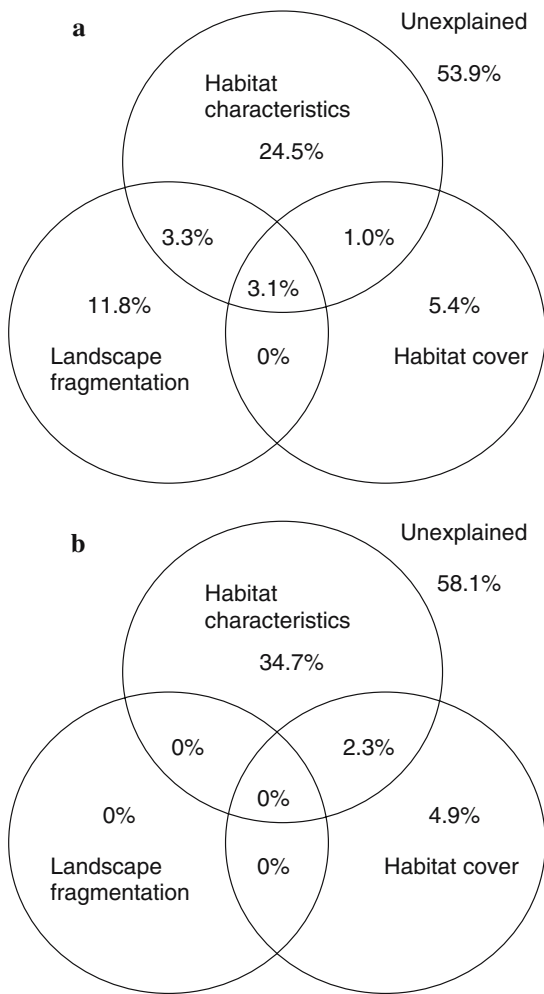 a
Unexplained
53.9%
Habitat
characteristics
24.5%
3.3%
1.0%
3.1%
11.8%
5.4%
Landscape
fragmentation
0%
Habitat cover
b
Unexplained
58.1%
Habitat
characteristics
34.7%
0%
2.3%
0%
0%
4.9%
Landscape
fragmentation
0%
Habitat cover